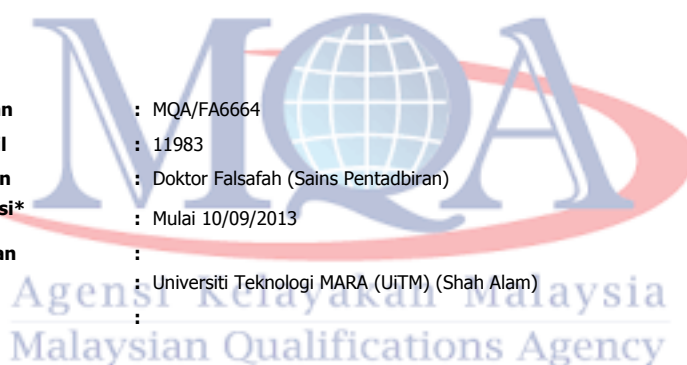 MQA
an : MQA/FA6664
l : 11983
n : Doktor Falsafah (Sains Pentadbiran)
si* : Mulai 10/09/2013
an :
: Universiti Teknologi MARA (UiTM) (Shah Alam)
:
Agensi Kelayakan Malaysia
Malaysian Qualifications Agency